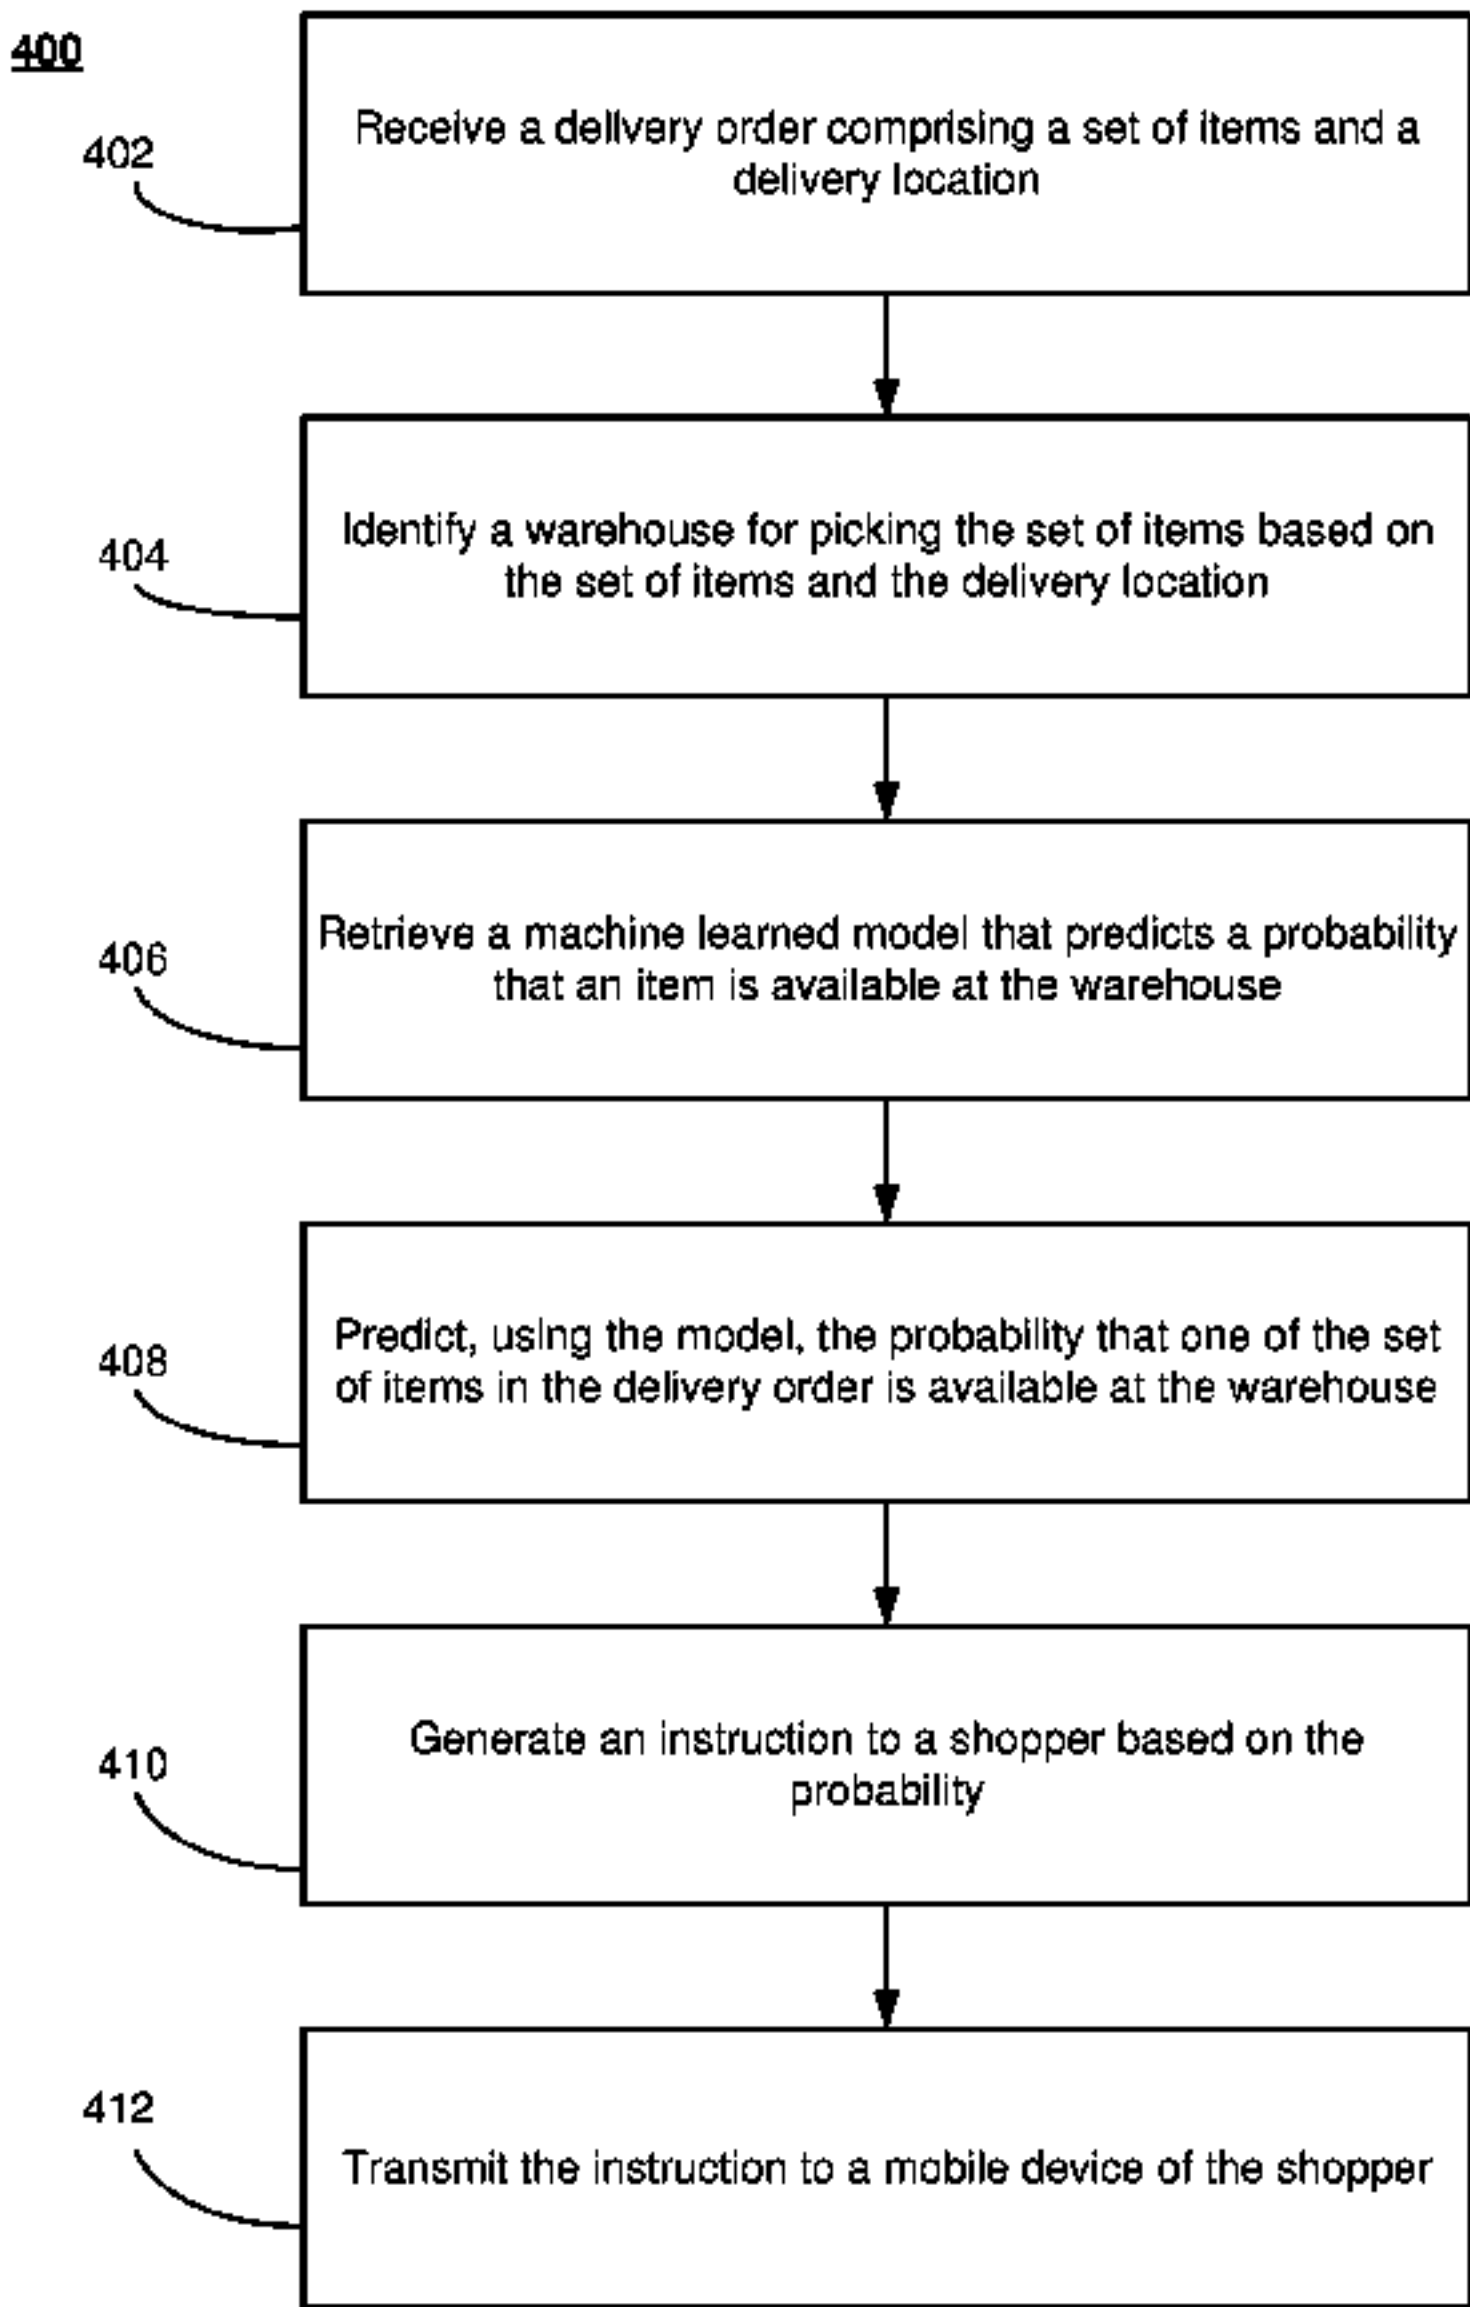 400
402
Receive a delivery order comprising a set of items and a
delivery location
404
Identify a warehouse for picking the set of items based on
the set of items and the delivery location
406
Retrieve a machine learned model that predicts a probability
that an item is available at the warehouse
408
Predict, using the model, the probability that one of the set
of items in the delivery order is available at the warehouse
410
Generate an instruction to a shopper based on the
probability
412
Transmit the instruction to a mobile device of the shopper